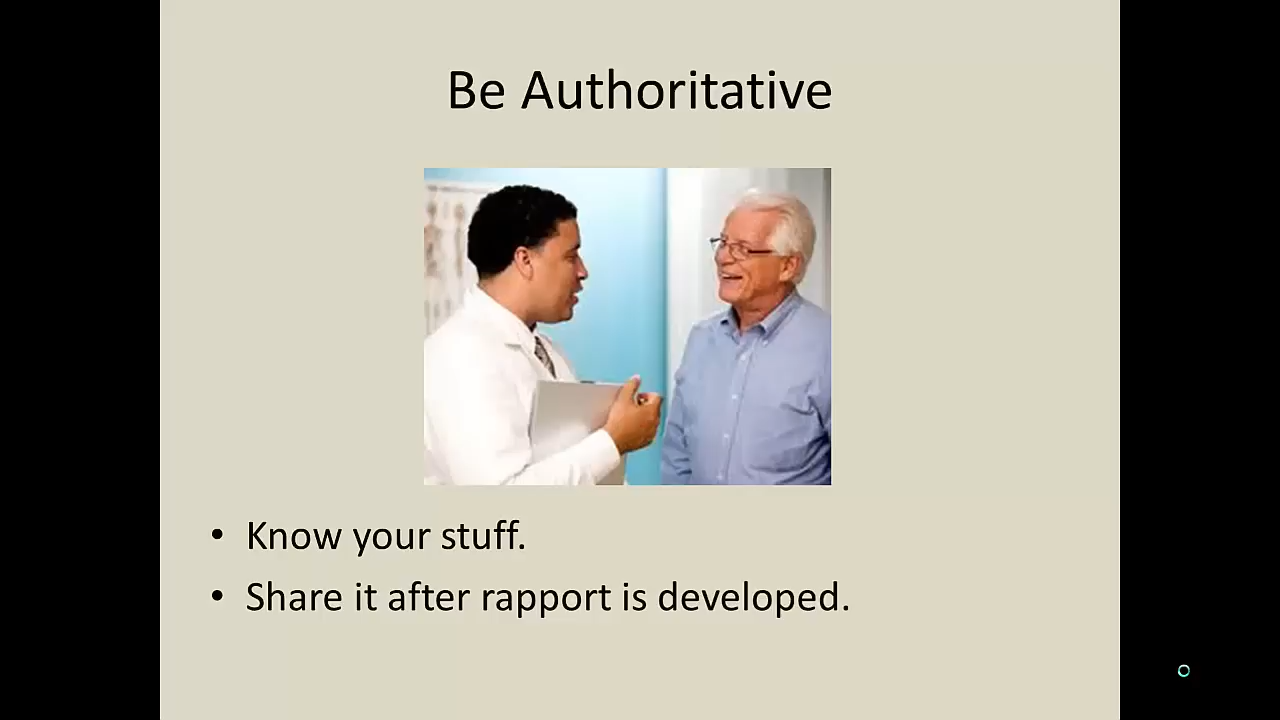 Be Authoritative
• Know your stuff.
• Share it after rapport is developed.